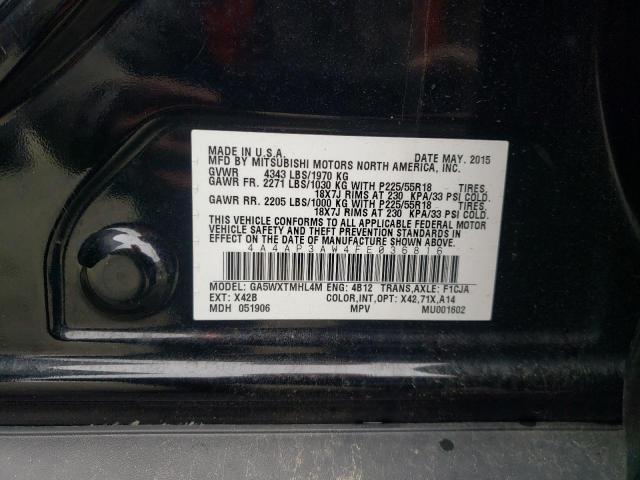 MADE IN U.S.A. DATE MAY. 2015
MFD BY MITSUBISHI MOTORS NORTH AMERICA, INC.
GVWR 4343 LBS/1970 KG
GAWR FR. 2271 LBS/1030 KG WITH P225/55R18 TIRES,
18X7J RIMS AT 230 KPA/33 PSI COLD.
GAWR RR. 2205 LBS/1000 KG WITH P225/55R18 TIRES,
18X7J RIMS AT 230 KPA/33 PSI COLD.
THIS VEHICLE CONFORMS TO ALL APPLICABLE FEDERAL MOTOR
VEHICLE SAFETY AND THEFT PREVENTION STANDARDS IN
EFFECT ON THE DATE OF MANUFACTURE SHOWN ABOVE.
4A4AP3AW4FE036816
MODEL: GA5WXTMHL4M ENG: 4B12 TRANS,AXLE: F1CJA
EXT: X42B COLOR,INT,OPT: X42,71X,A14
MDH 051906 MPV MU001602